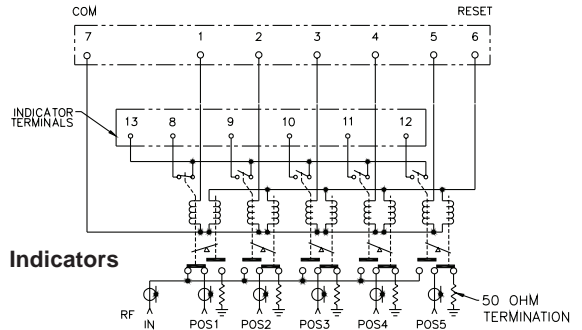 COM RESET
7 1 2 3 4 5 6
INDICATOR
TERMINALS
13 8 9 10 11 12
Indicators
RF
IN POS1 POS2 POS3 POS4 POS5
50 OHM
TERMINATION